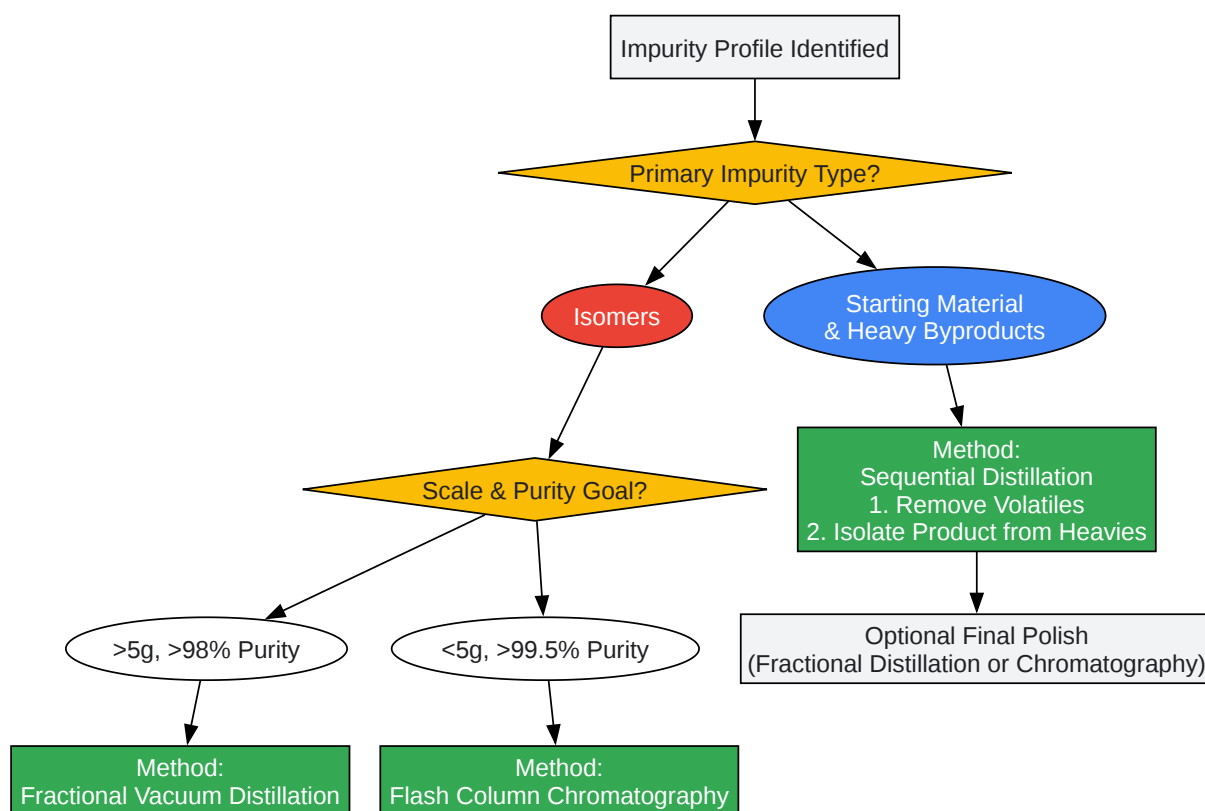 Impurity Profile Identified
Primary Impurity Type?
Isomers
Starting Material
& Heavy Byproducts
Scale & Purity Goal?
Method:
Sequential Distillation
1. Remove Volatiles
2. Isolate Product from Heavies
>5g, >98% Purity
<5g, >99.5% Purity
Optional Final Polish
(Fractional Distillation or Chromatography)
Method:
Fractional Vacuum Distillation
Method:
Flash Column Chromatography